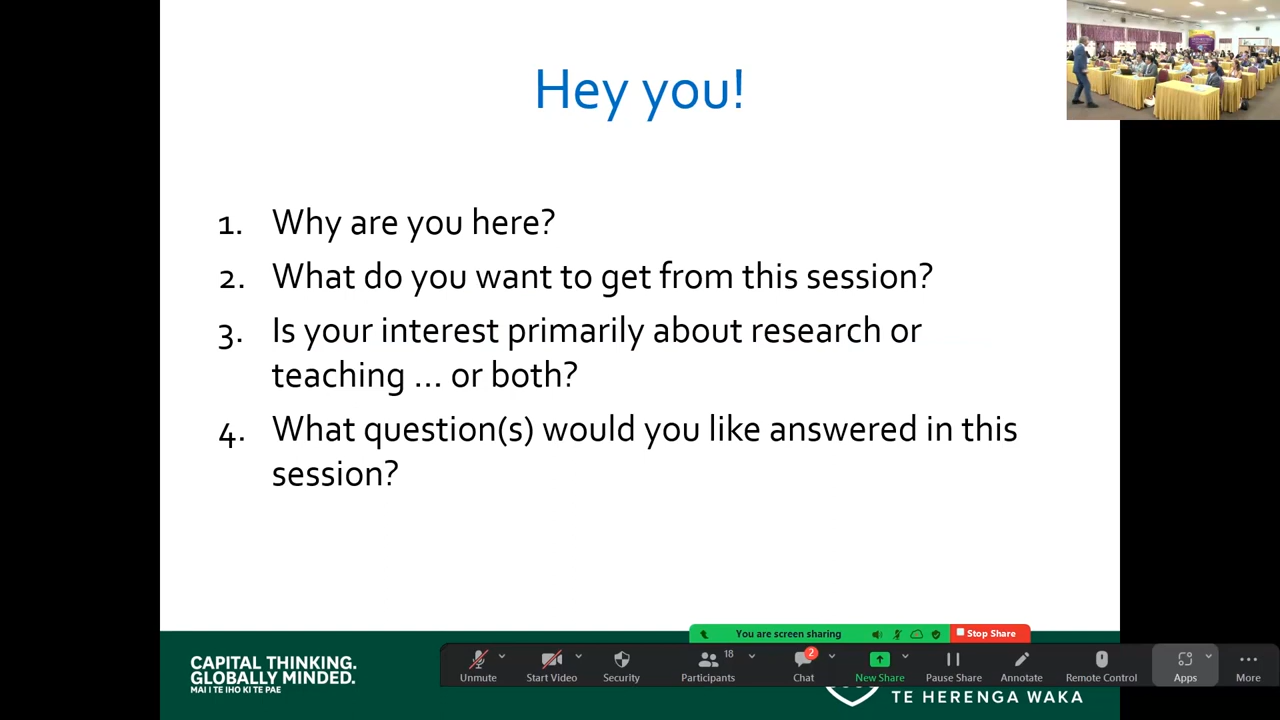 Hey you!
1. Why are you here?
2. What do you want to get from this session?
3. Is your interest primarily about research or
teaching ... or both?
4. What question(s) would you like answered in this
session?
You are screen sharing
Stop Share
CAPITAL THINKING.
GLOBALLY MINDED.
MAI I TE IHO KI TE PAE
18
2
Unmute
Start Video
Security
Participants
Chat
New Share
Pause Share
Annotate
Remote Control
Apps
More
TE HERENGA WAKA